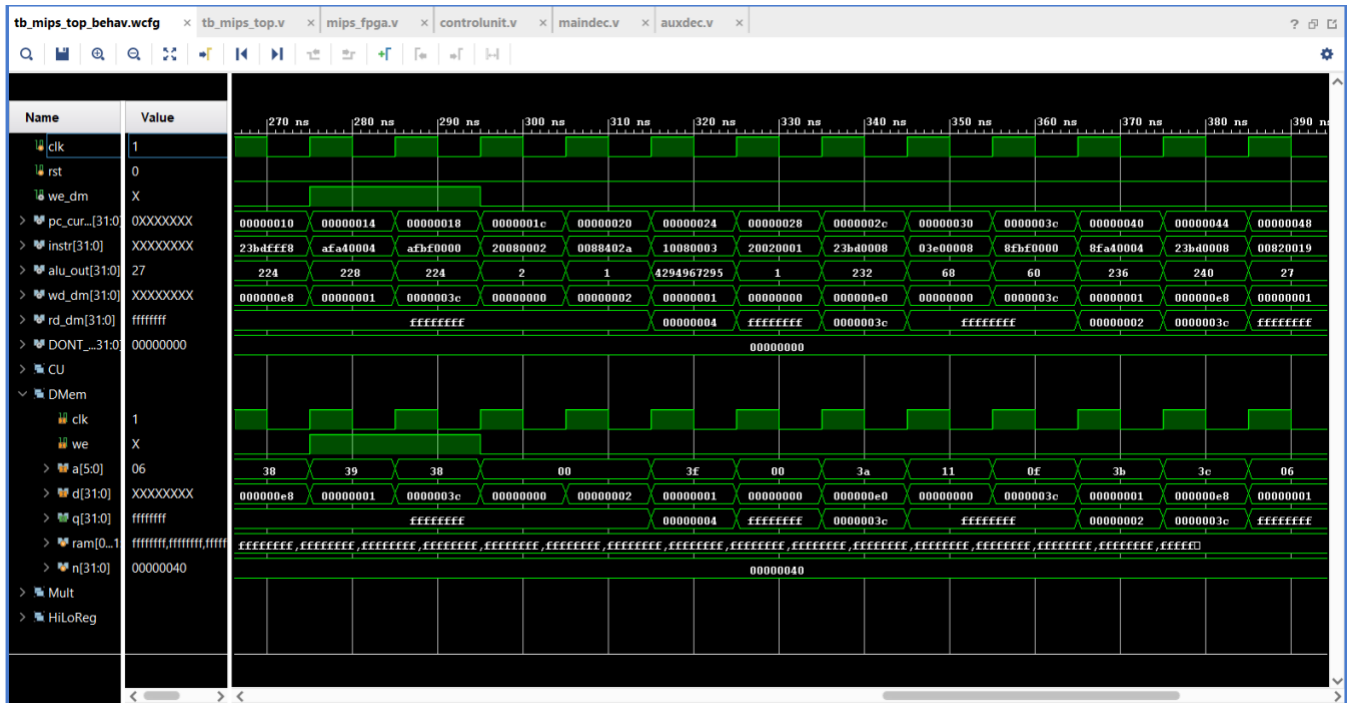 tb_mips_top_behav.wcfg × tb_mips_top.v × mips_fpga.v × controlunit.v × maindec.v × auxdec.v × ?
Name Value 270 ns 280 ns 290 ns 300 ns 310 ns 320 ns 330 ns 340 ns 350 ns 360 ns 370 ns 380 ns 390 n
clk 1
rst 0
we_dm X
> pc_cur...[31:0 0XXXXXXX 00000010 00000014 00000018 0000001c 00000020 00000024 00000028 0000002c 00000030 0000003c 00000040 00000044 00000048
> instr[31:0] XXXXXXXX 23bdfff8 afa40004 afbf0000 20080002 0088402a 10080003 20020001 23bd0008 03e00008 8fbf0000 8fa40004 23bd0008 00820019
> alu_out[31:0] 27 224 228 224 2 1 4294967295 1 232 68 60 236 240 27
> wd_dm[31:0] XXXXXXXX 000000e8 00000001 0000003c 00000000 00000002 00000001 00000000 000000e0 00000000 0000003c 00000001 000000e8 00000001
> rd_dm[31:0] ffffffff ffffffff 00000004 ffffffff 0000003c ffffffff 00000002 0000003c ffffffff
> DONT_...31:0] 00000000 00000000
> CU
DMem
clk 1
we X
> a[5:0] 06 38 39 38 00 3f 00 3a 11 0f 3b 3c 06
> d[31:0] XXXXXXXX 000000e8 00000001 0000003c 00000000 00000002 00000001 00000000 000000e0 00000000 0000003c 00000001 000000e8 00000001
> q[31:0] ffffffff ffffffff 00000004 ffffffff 0000003c ffffffff 00000002 0000003c ffffffff
> ram[0...1 ffffffff,ffffffff,fffff ffffffff,ffffffff,ffffffff,ffffffff,ffffffff,ffffffff,ffffffff,ffffffff,ffffffff,ffffffff,ffffffff,ffffffff,ffffffff,ffffffff,ffffffff,fffff
> n[31:0] 00000040 00000040
> Mult
> HiLoReg